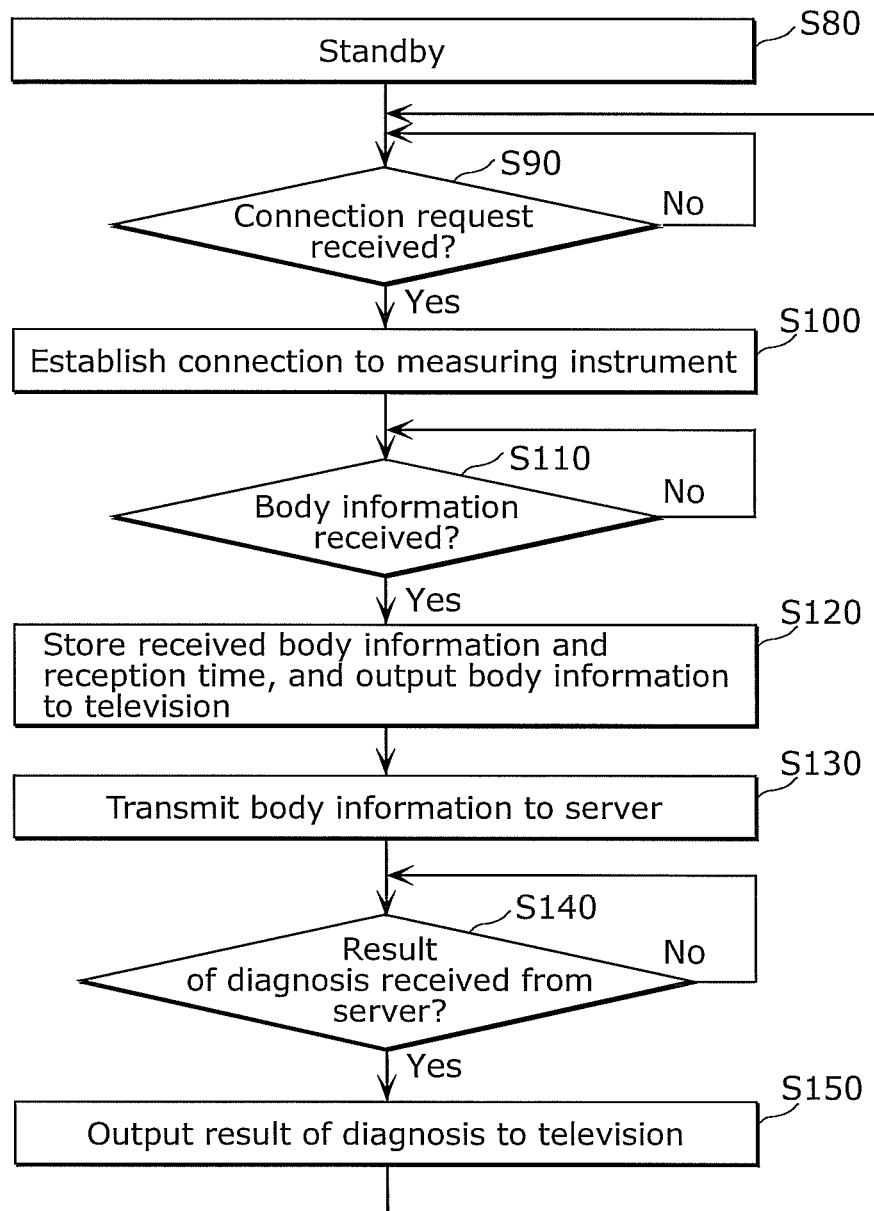 S80
Standby
S90
Connection request
received?
No
Yes
S100
Establish connection to measuring instrument
S110
Body information
received?
No
Yes
S120
Store received body information and
reception time, and output body information
to television
S130
Transmit body information to server
S140
Result
of diagnosis received from
server?
No
Yes
S150
Output result of diagnosis to television